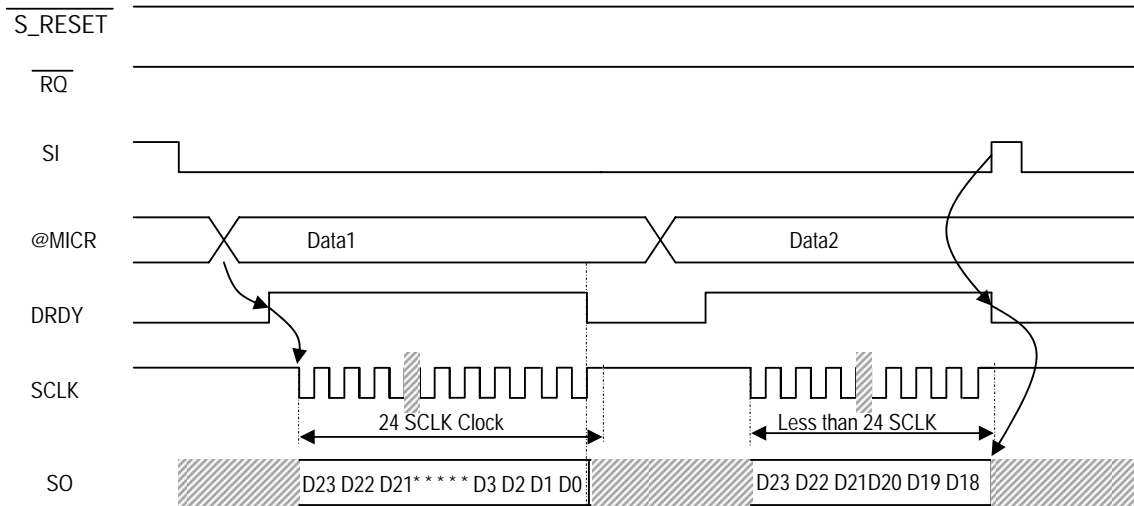 S_RESET
RQ
SI
@MICR Data1 Data2
DRDY
SCLK
24 SCLK Clock Less than 24 SCLK
SO D23 D22 D21* * * * * D3 D2 D1 D0 D23 D22 D21D20 D19 D18